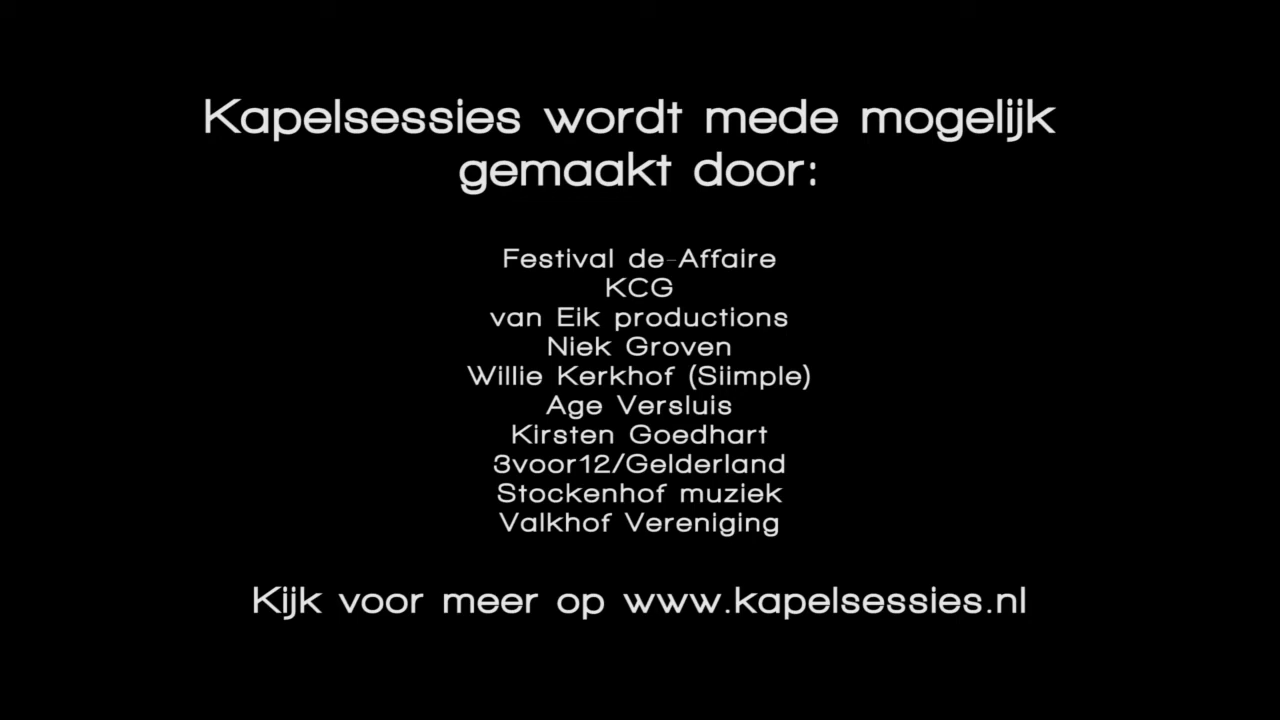 Kapelsessies wordt mede mogelijk
gemaakt door:
Festival de-Affaire
KCG
van Eik productions
Niek Groven
Willie Kerkhof (Siimple)
Age Versluis
Kirsten Goedhart
3voor12/Gelderland
Stockenhof muziek
Valkhof Vereniging
Kijk voor meer op www.kapelsessies.nl